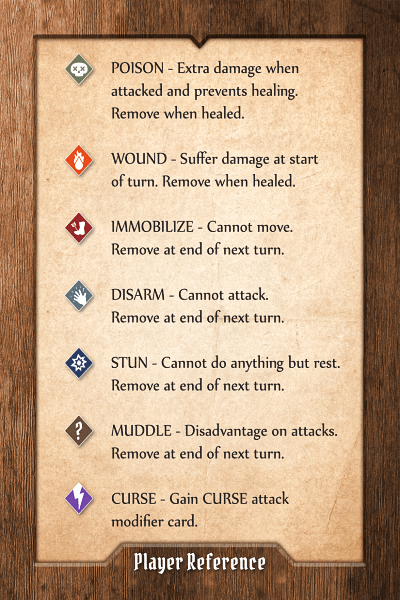 POISON - Extra damage when
attacked and prevents healing.
Remove when healed.
WOUND - Suffer damage at start
of turn. Remove when healed.
IMMOBILIZE - Cannot move.
Remove at end of next turn.
DISARM - Cannot attack.
Remove at end of next turn.
STUN - Cannot do anything but rest.
Remove at end of next turn.
?
MUDDLE - Disadvantage on attacks.
Remove at end of next turn.
CURSE - Gain CURSE attack
modifier card.
Player Reference